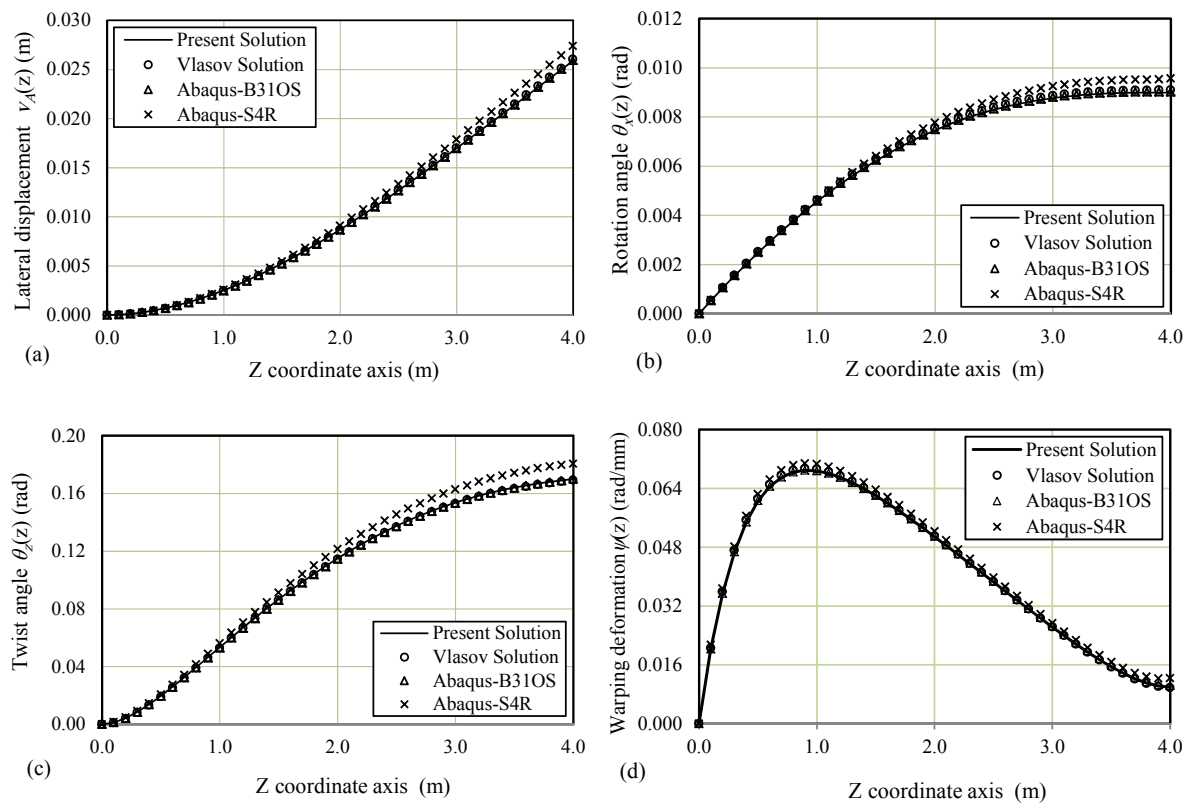 0.030
0.025
0.020
0.015
0.010
0.005
0.000
Lateral displacement v_A(z) (m)
Present Solution
Vlasov Solution
Abaqus-B31OS
Abaqus-S4R
0.0 1.0 2.0 3.0 4.0
(a)
Z coordinate axis (m)
0.012
0.010
0.008
0.006
0.004
0.002
0.000
Rotation angle θ_x(z) (rad)
Present Solution
Vlasov Solution
Abaqus-B31OS
Abaqus-S4R
0.0 1.0 2.0 3.0 4.0
(b)
Z coordinate axis (m)
0.20
0.16
0.12
0.08
0.04
0.00
Twist angle θ_z(z) (rad)
Present Solution
Vlasov Solution
Abaqus-B31OS
Abaqus-S4R
0.0 1.0 2.0 3.0 4.0
(c)
Z coordinate axis (m)
0.080
0.064
0.048
0.032
0.016
0.000
Warping deformation ψ(z) (rad/mm)
Present Solution
Vlasov Solution
Abaqus-B31OS
Abaqus-S4R
0.0 1.0 2.0 3.0 4.0
(d)
Z coordinate axis (m)